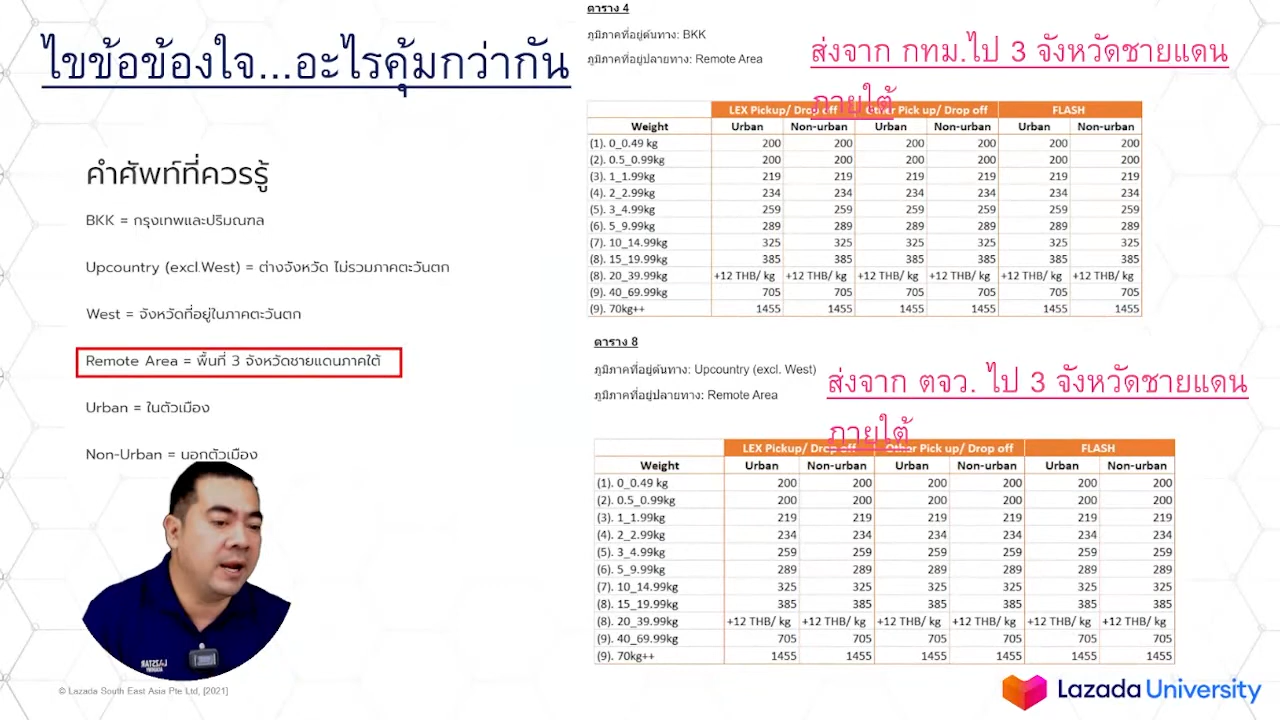 ไขข้อข้องใจ...อะไรคุ้มกว่ากัน
คำศัพท์ที่ควรรู้
BKK = กรุงเทพและปริมณฑล
Upcountry (excl.West) = ต่างจังหวัด ไม่รวมภาคตะวันตก
West = จังหวัดที่อยู่ในภาคตะวันตก
Remote Area = พื้นที่ 3 จังหวัดชายแดนภาคใต้
Urban = ในตัวเมือง
Non-Urban = นอกตัวเมือง
© Lazada South East Asia Pte Ltd, [2021]
ตาราง 4
ภูมิภาคที่อยู่ต้นทาง: BKK
ภูมิภาคที่อยู่ปลายทาง: Remote Area
ส่งจาก กทม.ไป 3 จังหวัดชายแดน
ภายใต้
LEX Pickup/ Drop off Other Pick up/ Drop off FLASH
Weight Urban Non-urban Urban Non-urban Urban Non-urban
(1). 0_0.49 kg 200 200 200 200 200 200
(2). 0.5_0.99kg 200 200 200 200 200 200
(3). 1_1.99kg 219 219 219 219 219 219
(4). 2_2.99kg 234 234 234 234 234 234
(5). 3_4.99kg 259 259 259 259 259 259
(6). 5_9.99kg 289 289 289 289 289 289
(7). 10_14.99kg 325 325 325 325 325 325
(8). 15_19.99kg 385 385 385 385 385 385
(8). 20_39.99kg +12 THB/ kg +12 THB/ kg +12 THB/ kg +12 THB/ kg +12 THB/ kg +12 THB/ kg
(9). 40_69.99kg 705 705 705 705 705 705
(9). 70kg++ 1455 1455 1455 1455 1455 1455
ตาราง 8
ภูมิภาคที่อยู่ต้นทาง: Upcountry (excl. West)
ภูมิภาคที่อยู่ปลายทาง: Remote Area
ส่งจาก ตจว. ไป 3 จังหวัดชายแดน
ภายใต้
LEX Pickup/ Drop off Other Pick up/ Drop off FLASH
Weight Urban Non-urban Urban Non-urban Urban Non-urban
(1). 0_0.49 kg 200 200 200 200 200 200
(2). 0.5_0.99kg 200 200 200 200 200 200
(3). 1_1.99kg 219 219 219 219 219 219
(4). 2_2.99kg 234 234 234 234 234 234
(5). 3_4.99kg 259 259 259 259 259 259
(6). 5_9.99kg 289 289 289 289 289 289
(7). 10_14.99kg 325 325 325 325 325 325
(8). 15_19.99kg 385 385 385 385 385 385
(8). 20_39.99kg +12 THB/ kg +12 THB/ kg +12 THB/ kg +12 THB/ kg +12 THB/ kg +12 THB/ kg
(9). 40_69.99kg 705 705 705 705 705 705
(9). 70kg++ 1455 1455 1455 1455 1455 1455
Lazada University